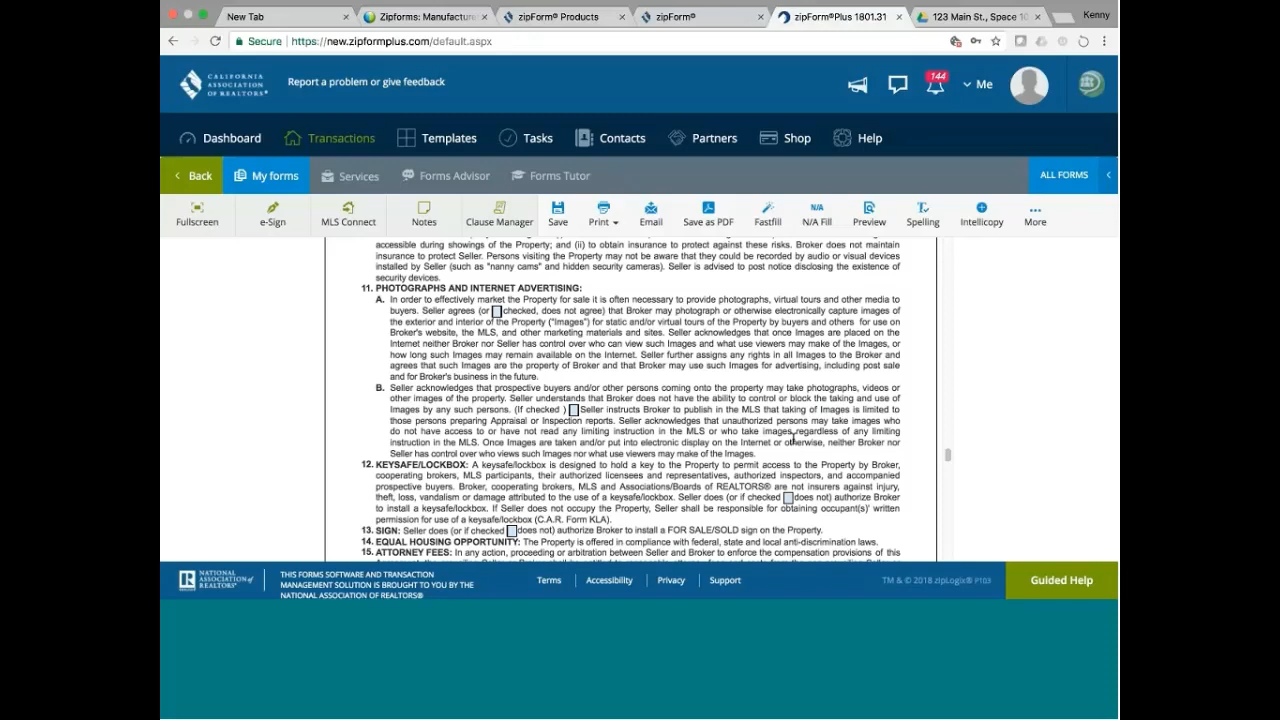 New Tab
Zipforms: Manufactur
zipForm® Products
zipForm®
zipForm®Plus 1801.31
123 Main St., Space 10
Kenny
Secure
https://new.zipformplus.com/default.aspx
CALIFORNIA
ASSOCIATION
OF REALTORS®
Report a problem or give feedback
144
Me
Dashboard
Transactions
Templates
Tasks
Contacts
Partners
Shop
Help
Back
My forms
Services
Forms Advisor
Forms Tutor
ALL FORMS
Fullscreen
e-Sign
MLS Connect
Notes
Clause Manager
Save
Print
Email
Save as PDF
Fastfill
N/A
N/A Fill
Preview
Spelling
Intellicopy
More
accessible during showings of the Property; and (ii) to obtain insurance to protect against these risks. Broker does not maintain
insurance to protect Seller. Persons visiting the Property may not be aware that they could be recorded by audio or visual devices
installed by Seller (such as "nanny cams" and hidden security cameras). Seller is advised to post notice disclosing the existence of
security devices.
11. PHOTOGRAPHS AND INTERNET ADVERTISING:
A. In order to effectively market the Property for sale it is often necessary to provide photographs, virtual tours and other media to
buyers. Seller agrees (or checked, does not agree) that Broker may photograph or otherwise electronically capture images of
the exterior and interior of the Property ("Images") for static and/or virtual tours of the Property by buyers and others for use on
Broker's website, the MLS, and other marketing materials and sites. Seller acknowledges that once Images are placed on the
Internet neither Broker nor Seller has control over who can view such Images and what use viewers may make of the Images, or
how long such Images may remain available on the Internet. Seller further assigns any rights in all Images to the Broker and
agrees that such Images are the property of Broker and that Broker may use such Images for advertising, including post sale
and for Broker's business in the future.
B. Seller acknowledges that prospective buyers and/or other persons coming onto the property may take photographs, videos or
other images of the property. Seller understands that Broker does not have the ability to control or block the taking and use of
Images by any such persons. (If checked ) Seller instructs Broker to publish in the MLS that taking of Images is limited to
those persons preparing Appraisal or Inspection reports. Seller acknowledges that unauthorized persons may take images who
do not have access to or have not read any limiting instruction in the MLS or who take images regardless of any limiting
instruction in the MLS. Once Images are taken and/or put into electronic display on the Internet or otherwise, neither Broker nor
Seller has control over who views such Images nor what use viewers may make of the Images.
12. KEYSAFE/LOCKBOX: A keysafe/lockbox is designed to hold a key to the Property to permit access to the Property by Broker,
cooperating brokers, MLS participants, their authorized licensees and representatives, authorized inspectors, and accompanied
prospective buyers. Broker, cooperating brokers, MLS and Associations/Boards of REALTORS® are not insurers against injury,
theft, loss, vandalism or damage attributed to the use of a keysafe/lockbox. Seller does (or if checked does not) authorize Broker
to install a keysafe/lockbox. If Seller does not occupy the Property, Seller shall be responsible for obtaining occupant(s)' written
permission for use of a keysafe/lockbox (C.A.R. Form KLA).
13. SIGN: Seller does (or if checked does not) authorize Broker to install a FOR SALE/SOLD sign on the Property.
14. EQUAL HOUSING OPPORTUNITY: The Property is offered in compliance with federal, state and local anti-discrimination laws.
15. ATTORNEY FEES: In any action, proceeding or arbitration between Seller and Broker to enforce the compensation provisions of this
NATIONAL
ASSOCIATION of
REALTORS®
THIS FORMS SOFTWARE AND TRANSACTION
MANAGEMENT SOLUTION IS BROUGHT TO YOU BY THE
NATIONAL ASSOCIATION OF REALTORS®
Terms
Accessibility
Privacy
Support
TM & © 2018 zipLogix® PT03
Guided Help